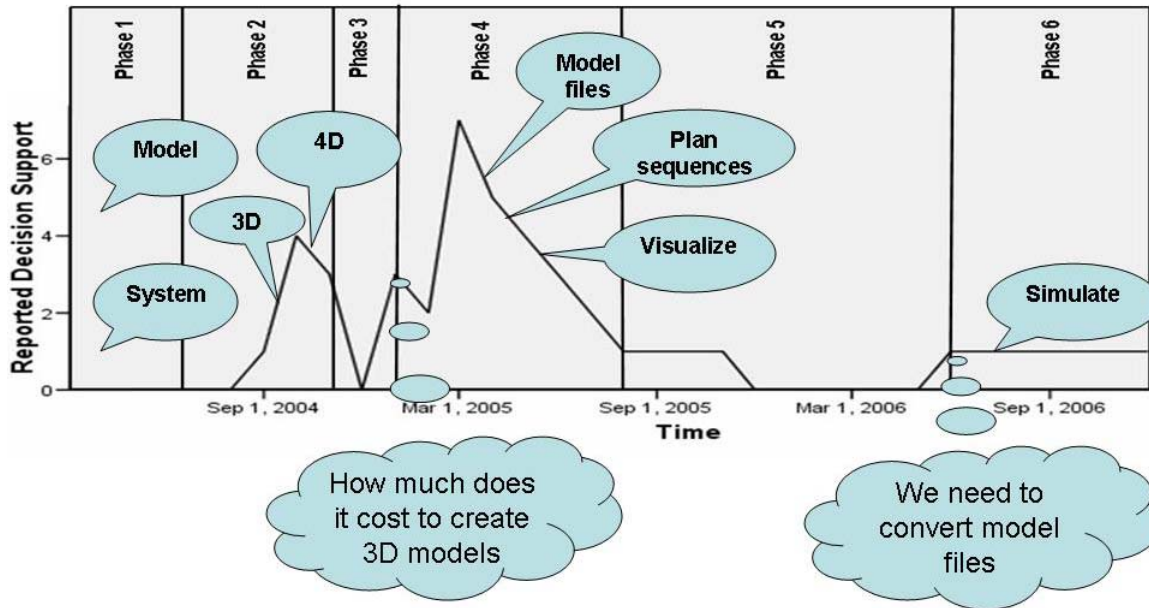 Phase 1
Phase 2
Phase 3
Phase 4
Phase 5
Phase 6
Model
files
Model
4D
Plan
sequences
3D
Visualize
System
Simulate
Reported Decision Support
6
4
2
0
Sep 1, 2004
Mar 1, 2005
Sep 1, 2005
Mar 1, 2006
Sep 1, 2006
Time
How much does
it cost to create
3D models
We need to
convert model
files